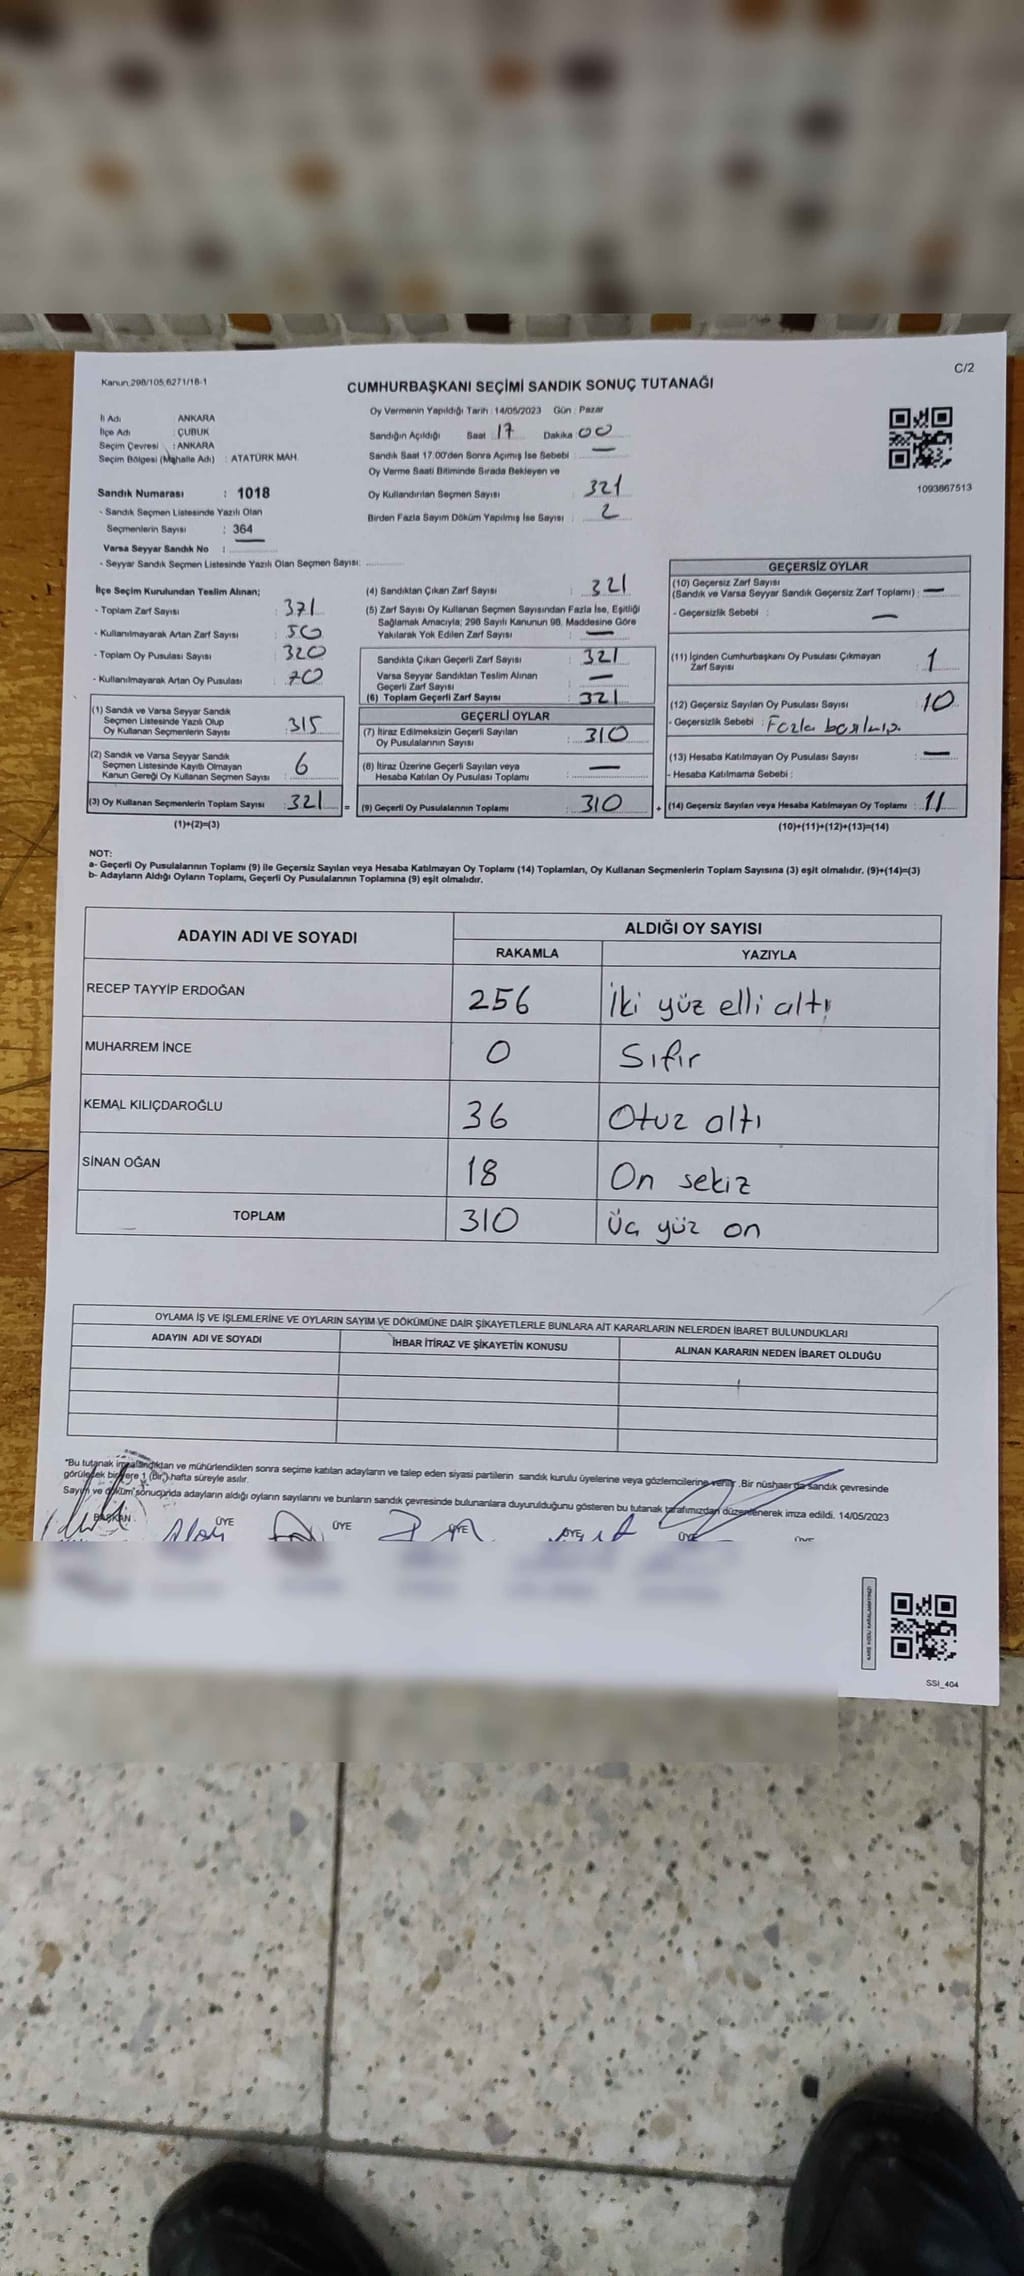 Kanun,298/105,6271/18-1
C/2
CUMHURBAŞKANI SEÇİMİ SANDIK SONUÇ TUTANAĞI
İl Adı : ANKARA
İlçe Adı : ÇUBUK
Seçim Çevresi : ANKARA
Seçim Bölgesi (Mahalle Adı) : ATATÜRK MAH.
Sandık Numarası : 1018
- Sandık Seçmen Listesinde Yazılı Olan
Seçmenlerin Sayısı : 364
Varsa Seyyar Sandık No :
- Seyyar Sandık Seçmen Listesinde Yazılı Olan Seçmen Sayısı:
Oy Vermenin Yapıldığı Tarih : 14/05/2023 Gün : Pazar
Sandığın Açıldığı Saat : 17 Dakika 00
Sandık Saat 17.00'den Sonra Açımış İse Sebebi : —
Oy Verme Saati Bitiminde Sırada Bekleyen ve
Oy Kullandırılan Seçmen Sayısı : 321
Birden Fazla Sayım Döküm Yapılmış İse Sayısı : 2
1093867513
İlçe Seçim Kurulundan Teslim Alınan;
- Toplam Zarf Sayısı : 371
- Kullanılmayarak Artan Zarf Sayısı : 50
- Toplam Oy Pusulası Sayısı : 320
- Kullanılmayarak Artan Oy Pusulası : 70
(1) Sandık ve Varsa Seyyar Sandık
Seçmen Listesinde Yazılı Olup
Oy Kullanan Seçmenlerin Sayısı : 315
(2) Sandık ve Varsa Seyyar Sandık
Seçmen Listesinde Kayıtlı Olmayan
Kanun Gereği Oy Kullanan Seçmen Sayısı : 6
(3) Oy Kullanan Seçmenlerin Toplam Sayısı : 321 =
(1)+(2)=(3)
(4) Sandıktan Çıkan Zarf Sayısı : 321
(5) Zarf Sayısı Oy Kullanan Seçmen Sayısından Fazla İse, Eşitliği
Sağlamak Amacıyla; 298 Sayılı Kanunun 98. Maddesine Göre
Yakılarak Yok Edilen Zarf Sayısı : —
Sandıkta Çıkan Geçerli Zarf Sayısı : 321
Varsa Seyyar Sandıktan Teslim Alınan
Geçerli Zarf Sayısı : —
(6) Toplam Geçerli Zarf Sayısı : 321
GEÇERLİ OYLAR
(7) İtiraz Edilmeksizin Geçerli Sayılan
Oy Pusulalarının Sayısı : 310
(8) İtiraz Üzerine Geçerli Sayılan veya
Hesaba Katılan Oy Pusulası Toplamı : —
(9) Geçerli Oy Pusulalarının Toplamı : 310 +
GEÇERSİZ OYLAR
(10) Geçersiz Zarf Sayısı
(Sandık ve Varsa Seyyar Sandık Geçersiz Zarf Toplamı) : —
- Geçersizlik Sebebi : —
(11) İçinden Cumhurbaşkanı Oy Pusulası Çıkmayan
Zarf Sayısı : 1
(12) Geçersiz Sayılan Oy Pusulası Sayısı : 10
- Geçersizlik Sebebi : Fazla
(13) Hesaba Katılmayan Oy Pusulası Sayısı : —
- Hesaba Katılmama Sebebi :
(14) Geçersiz Sayılan veya Hesaba Katılmayan Oy Toplamı : 11
(10)+(11)+(12)+(13)=(14)
NOT:
a- Geçerli Oy Pusulalarının Toplamı (9) ile Geçersiz Sayılan veya Hesaba Katılmayan Oy Toplamı (14) Toplamları, Oy Kullanan Seçmenlerin Toplam Sayısına (3) eşit olmalıdır. (9)+(14)=(3)
b- Adayların Aldığı Oyların Toplamı, Geçerli Oy Pusulalarının Toplamına (9) eşit olmalıdır.
ADAYIN ADI VE SOYADI ALDIĞI OY SAYISI
RAKAMLA YAZIYLA
RECEP TAYYİP ERDOĞAN 256 İki yüz elli altı
MUHARREM İNCE 0 Sıfır
KEMAL KILIÇDAROĞLU 36 Otuz altı
SİNAN OĞAN 18 On sekiz
TOPLAM 310 Üç yüz on
OYLAMA İŞ VE İŞLEMLERİNE VE OYLARIN SAYIM VE DÖKÜMÜNE DAİR ŞİKAYETLERLE BUNLARA AİT KARARLARIN NELERDEN İBARET BULUNDUKLARI
ADAYIN ADI VE SOYADI İHBAR İTİRAZ VE ŞİKAYETİN KONUSU ALINAN KARARIN NEDEN İBARET OLDUĞU
"Bu tutanak imzalandıktan ve mühürlendikten sonra seçime katılan adayların ve talep eden siyasi partilerin sandık kurulu üyelerine veya gözlemcilerine verilir. Bir nüshası da sandık çevresinde
görülecek bir yere 1 (Bir) hafta süreyle asılır.
Sayım ve döküm sonucunda adayların aldığı oyların sayılarını ve bunların sandık çevresinde bulunanlara duyurulduğunu gösteren bu tutanak tarafımızdan düzenlenerek imza edildi. 14/05/2023
BAŞKAN ÜYE ÜYE ÜYE ÜYE ÜYE ÜYE
SSI_404